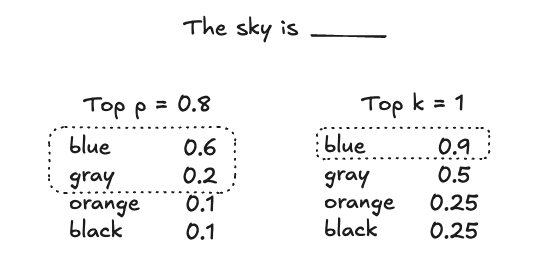 The sky is ______
Top p = 0.8
blue 0.6
gray 0.2
orange 0.1
black 0.1
Top k = 1
blue 0.9
gray 0.5
orange 0.25
black 0.25